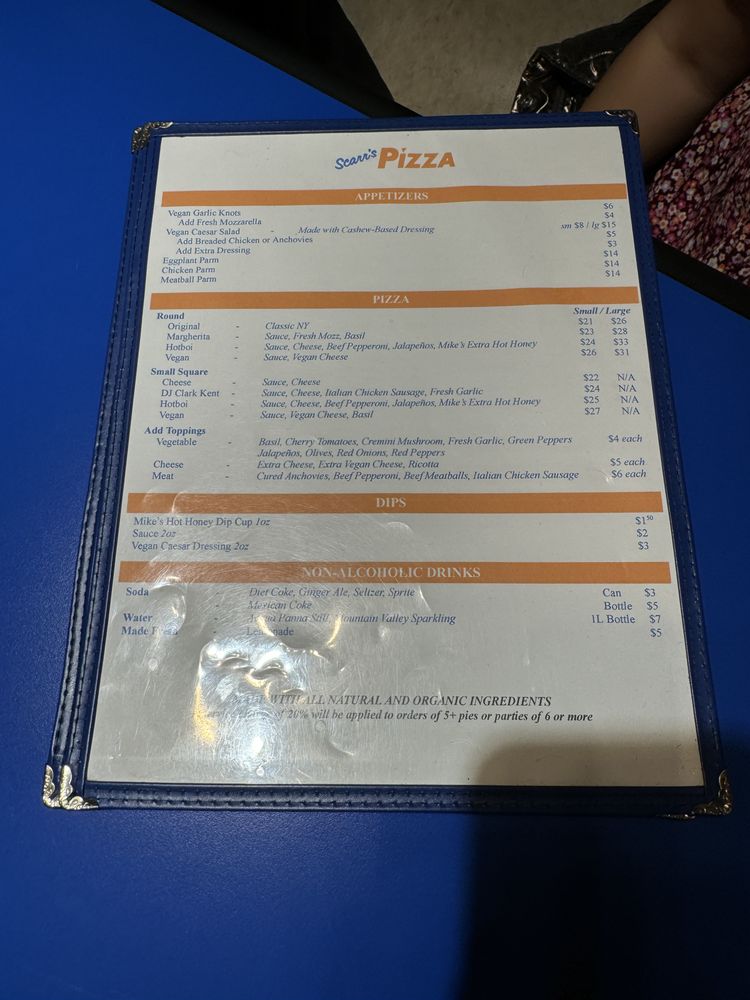 Scarr's PIZZA
APPETIZERS
Vegan Garlic Knots $6
Add Fresh Mozzarella $4
Vegan Caesar Salad - Made with Cashew-Based Dressing sm $8 / lg $15
Add Breaded Chicken or Anchovies $5
Add Extra Dressing $3
Eggplant Parm $14
Chicken Parm $14
Meatball Parm $14
PIZZA
Round Small / Large
Original - Classic NY $21 $26
Margherita - Sauce, Fresh Mozz, Basil $23 $28
Hotboi - Sauce, Cheese, Beef Pepperoni, Jalapeños, Mike's Extra Hot Honey $24 $33
Vegan - Sauce, Vegan Cheese $26 $31
Small Square
Cheese - Sauce, Cheese $22 N/A
DJ Clark Kent - Sauce, Cheese, Italian Chicken Sausage, Fresh Garlic $24 N/A
Hotboi - Sauce, Cheese, Beef Pepperoni, Jalapeños, Mike's Extra Hot Honey $25 N/A
Vegan - Sauce, Vegan Cheese, Basil $27 N/A
Add Toppings
Vegetable - Basil, Cherry Tomatoes, Cremini Mushroom, Fresh Garlic, Green Peppers $4 each
Jalapeños, Olives, Red Onions, Red Peppers
Cheese - Extra Cheese, Extra Vegan Cheese, Ricotta $5 each
Meat - Cured Anchovies, Beef Pepperoni, Beef Meatballs, Italian Chicken Sausage $6 each
DIPS
Mike's Hot Honey Dip Cup 1oz $1.50
Sauce 2oz $2
Vegan Caesar Dressing 2oz $3
NON-ALCOHOLIC DRINKS
Soda - Diet Coke, Ginger Ale, Seltzer, Sprite Can $3
- Mexican Coke Bottle $5
Water - Acqua Panna Still, Mountain Valley Sparkling 1L Bottle $7
Made Fresh - Lemonade $5
MADE WITH ALL NATURAL AND ORGANIC INGREDIENTS
of 20% will be applied to orders of 5+ pies or parties of 6 or more